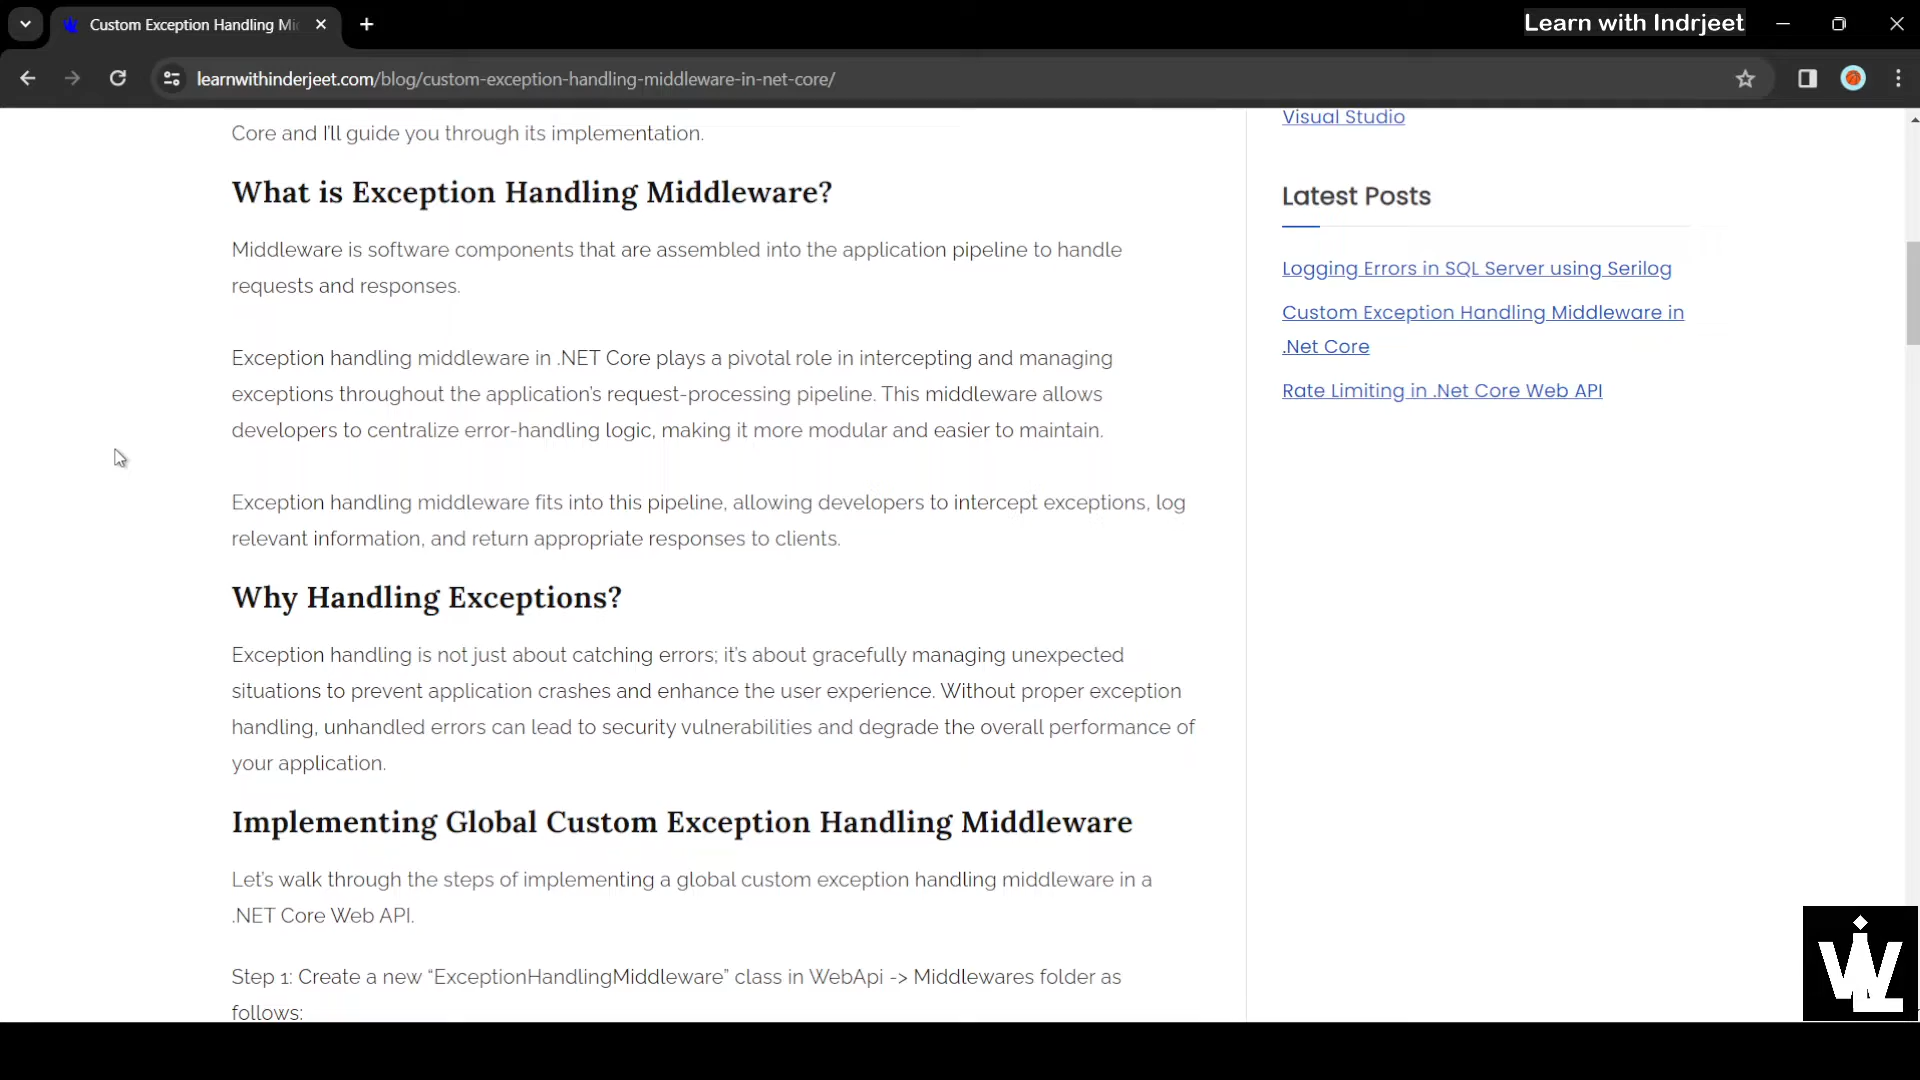 Custom Exception Handling Mi
Learn with Indrjeet
learnwithinderjeet.com/blog/custom-exception-handling-middleware-in-net-core/
Core and I'll guide you through its implementation.
What is Exception Handling Middleware?
Middleware is software components that are assembled into the application pipeline to handle
requests and responses.
Exception handling middleware in .NET Core plays a pivotal role in intercepting and managing
exceptions throughout the application's request-processing pipeline. This middleware allows
developers to centralize error-handling logic, making it more modular and easier to maintain.
Exception handling middleware fits into this pipeline, allowing developers to intercept exceptions, log
relevant information, and return appropriate responses to clients.
Why Handling Exceptions?
Exception handling is not just about catching errors; it's about gracefully managing unexpected
situations to prevent application crashes and enhance the user experience. Without proper exception
handling, unhandled errors can lead to security vulnerabilities and degrade the overall performance of
your application.
Implementing Global Custom Exception Handling Middleware
Let's walk through the steps of implementing a global custom exception handling middleware in a
.NET Core Web API.
Step 1: Create a new “ExceptionHandlingMiddleware” class in WebApi -> Middlewares folder as
follows:
Visual Studio
Latest Posts
Logging Errors in SQL Server using Serilog
Custom Exception Handling Middleware in
.Net Core
Rate Limiting in .Net Core Web API